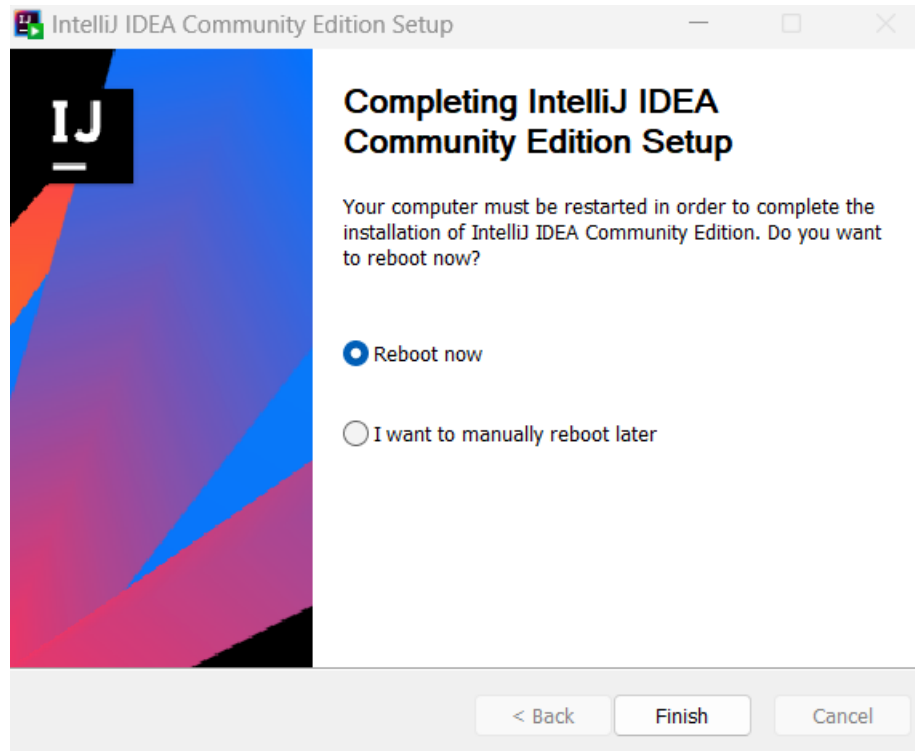 IntelliJ IDEA Community Edition Setup
IJ
Completing IntelliJ IDEA
Community Edition Setup
Your computer must be restarted in order to complete the
installation of IntelliJ IDEA Community Edition. Do you want
to reboot now?
Reboot now
I want to manually reboot later
< Back
Finish
Cancel